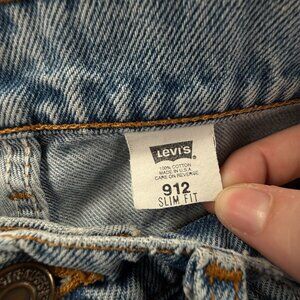 LEVI'S
100% COTTON
MADE IN U.S.A.
CARE ON REVERSE
912
SLIM FIT